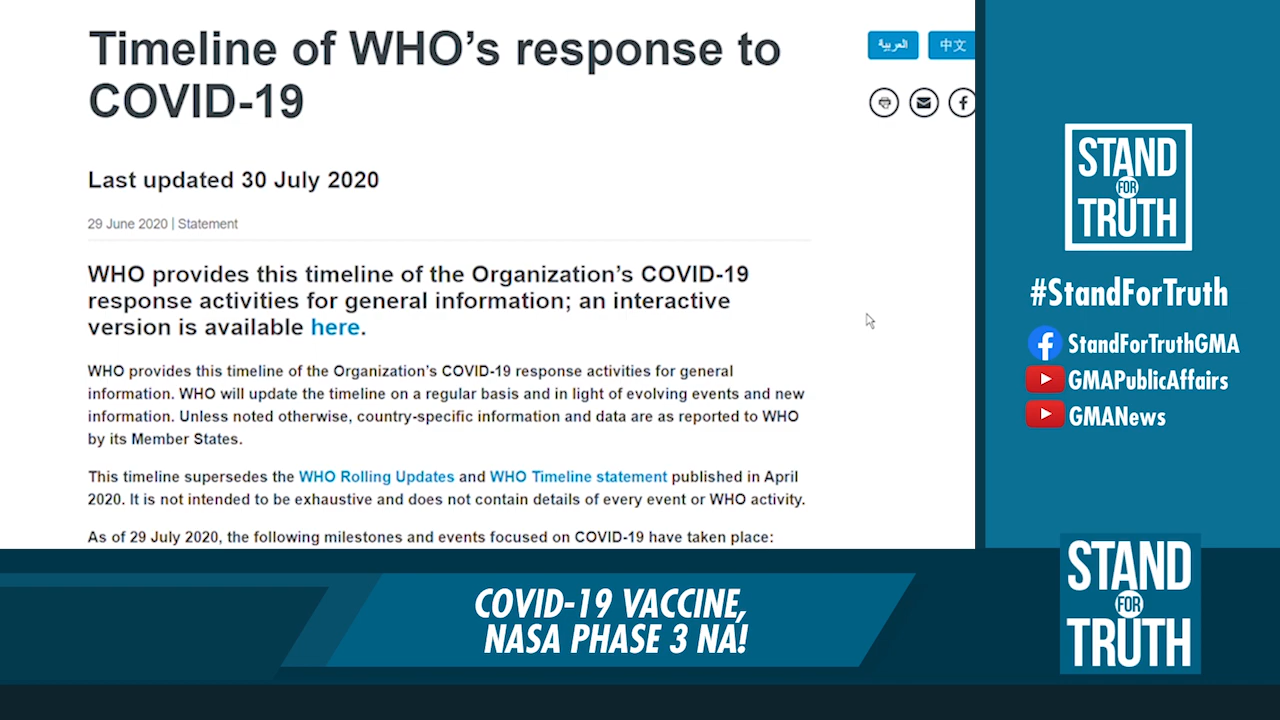 Timeline of WHO’s response to
COVID-19
العربية
中文
Last updated 30 July 2020
29 June 2020 | Statement
WHO provides this timeline of the Organization’s COVID-19
response activities for general information; an interactive
version is available here.
WHO provides this timeline of the Organization’s COVID-19 response activities for general
information. WHO will update the timeline on a regular basis and in light of evolving events and new
information. Unless noted otherwise, country-specific information and data are as reported to WHO
by its Member States.
This timeline supersedes the WHO Rolling Updates and WHO Timeline statement published in April
2020. It is not intended to be exhaustive and does not contain details of every event or WHO activity.
As of 29 July 2020, the following milestones and events focused on COVID-19 have taken place:
STAND
FOR
TRUTH
#StandForTruth
StandForTruthGMA
GMAPublicAffairs
GMANews
COVID-19 VACCINE,
NASA PHASE 3 NA!
STAND
FOR
TRUTH